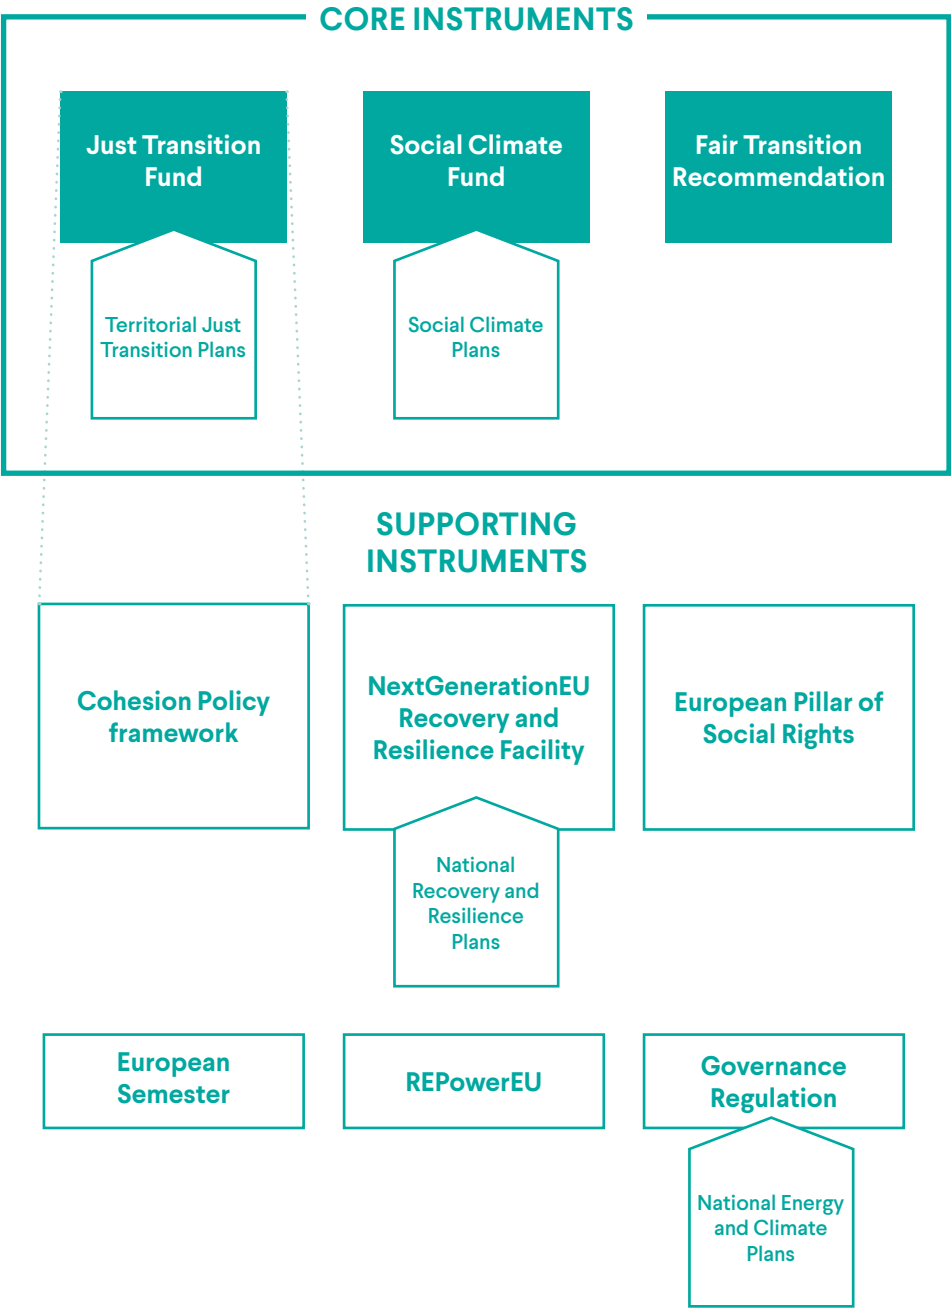 CORE INSTRUMENTS
Just Transition
Fund
Social Climate
Fund
Fair Transition
Recommendation
Territorial Just
Transition Plans
Social Climate
Plans
SUPPORTING
INSTRUMENTS
Cohesion Policy
framework
NextGenerationEU
Recovery and
Resilience Facility
European Pillar of
Social Rights
National
Recovery and
Resilience
Plans
European
Semester
REPowerEU
Governance
Regulation
National Energy
and Climate
Plans